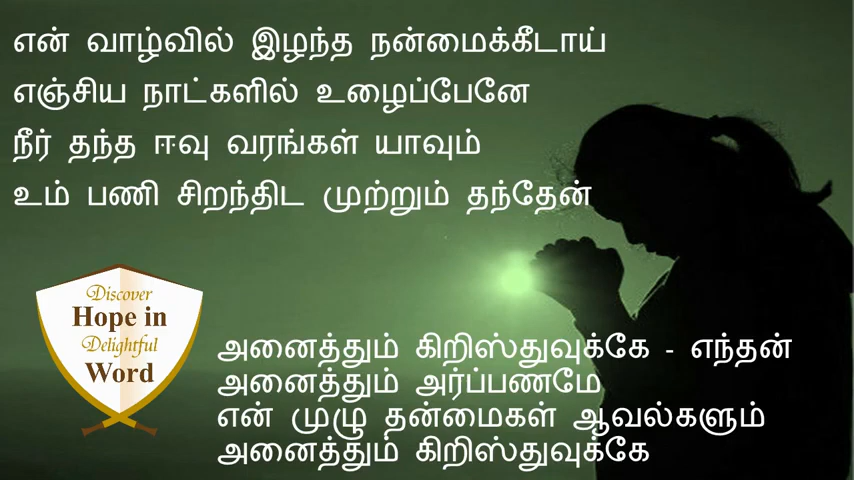 என் வாழ்வில் இழந்த நன்மைக்கீடாய்
எஞ்சிய நாட்களில் உழைப்பேனே
நீர் தந்த ஈவு வரங்கள் யாவும்
உம் பணி சிறந்திட முற்றும் தந்தேன்
Discover
Hope in
Delightful
Word
அனைத்தும் கிறிஸ்துவுக்கே - எந்தன்
அனைத்தும் அர்ப்பணமே
என் முழு தன்மைகள் ஆவல்களும்
அனைத்தும் கிறிஸ்துவுக்கே